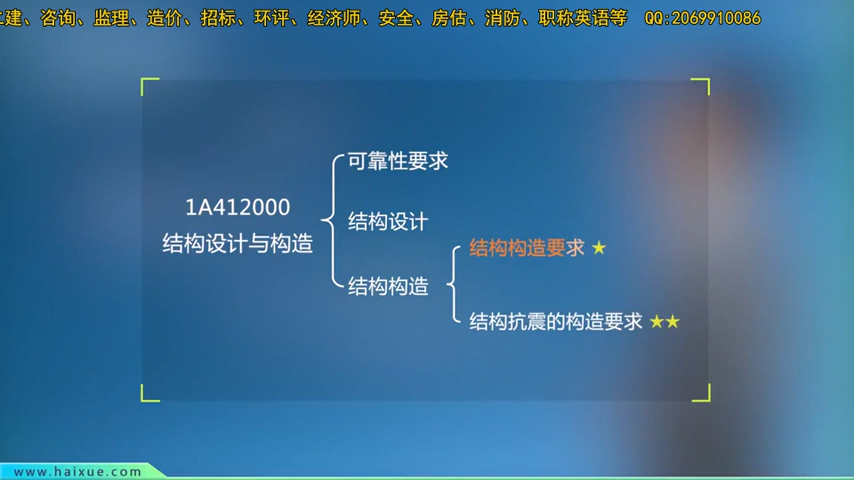 二建、咨询、监理、造价、招标、环评、经济师、安全、房估、消防、职称英语等 QQ:2069910086
1A412000
结构设计与构造
可靠性要求
结构设计
结构构造
结构构造要求 ★
结构抗震的构造要求 ★★
www.haixue.com